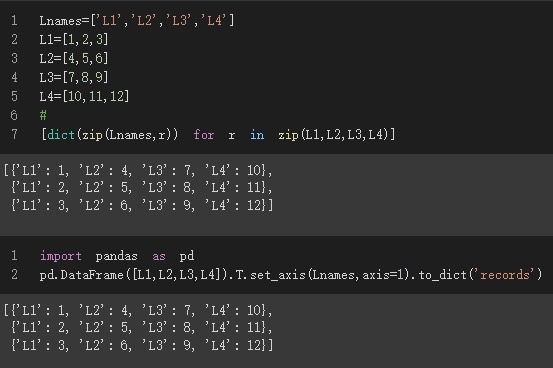 1 Lnames=['L1','L2','L3','L4']
2 L1=[1,2,3]
3 L2=[4,5,6]
4 L3=[7,8,9]
5 L4=[10,11,12]
6 #
7 [dict(zip(Lnames,r)) for r in zip(L1,L2,L3,L4)]
[{'L1': 1, 'L2': 4, 'L3': 7, 'L4': 10},
{'L1': 2, 'L2': 5, 'L3': 8, 'L4': 11},
{'L1': 3, 'L2': 6, 'L3': 9, 'L4': 12}]
1 import pandas as pd
2 pd.DataFrame([L1,L2,L3,L4]).T.set_axis(Lnames,axis=1).to_dict('records')
[{'L1': 1, 'L2': 4, 'L3': 7, 'L4': 10},
{'L1': 2, 'L2': 5, 'L3': 8, 'L4': 11},
{'L1': 3, 'L2': 6, 'L3': 9, 'L4': 12}]